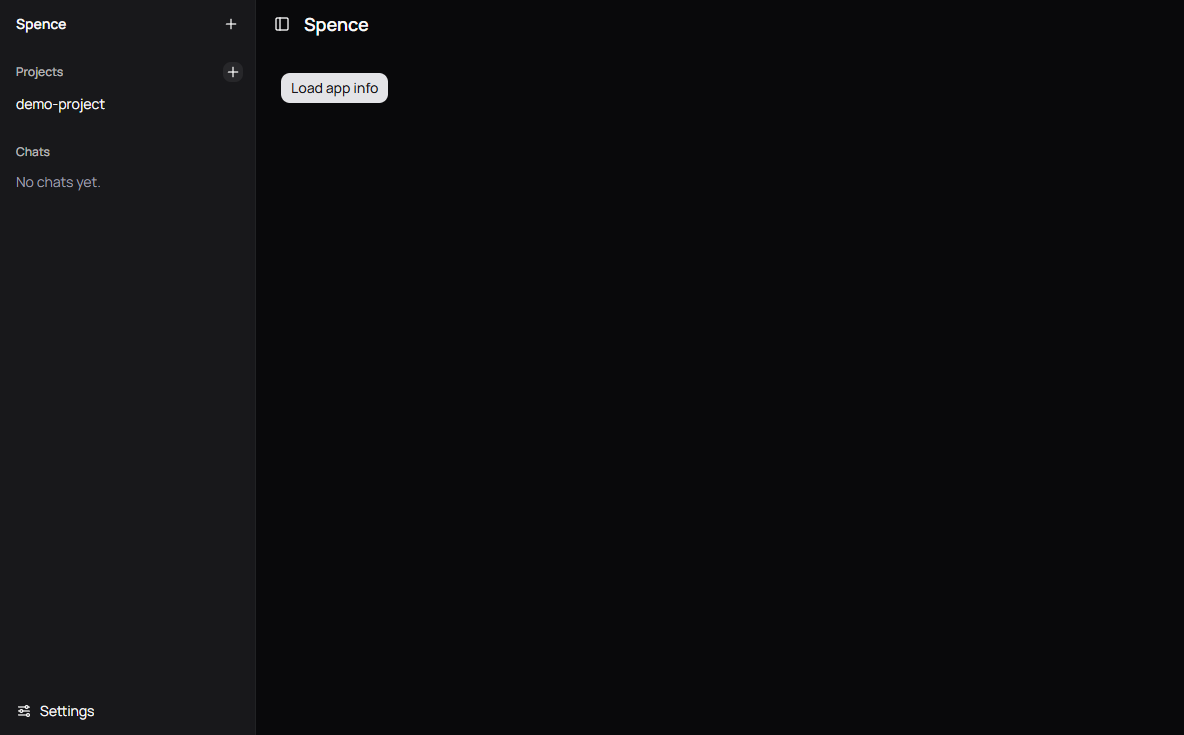 Spence
Projects
demo-project
Chats
No chats yet.
Settings
Spence
Load app info